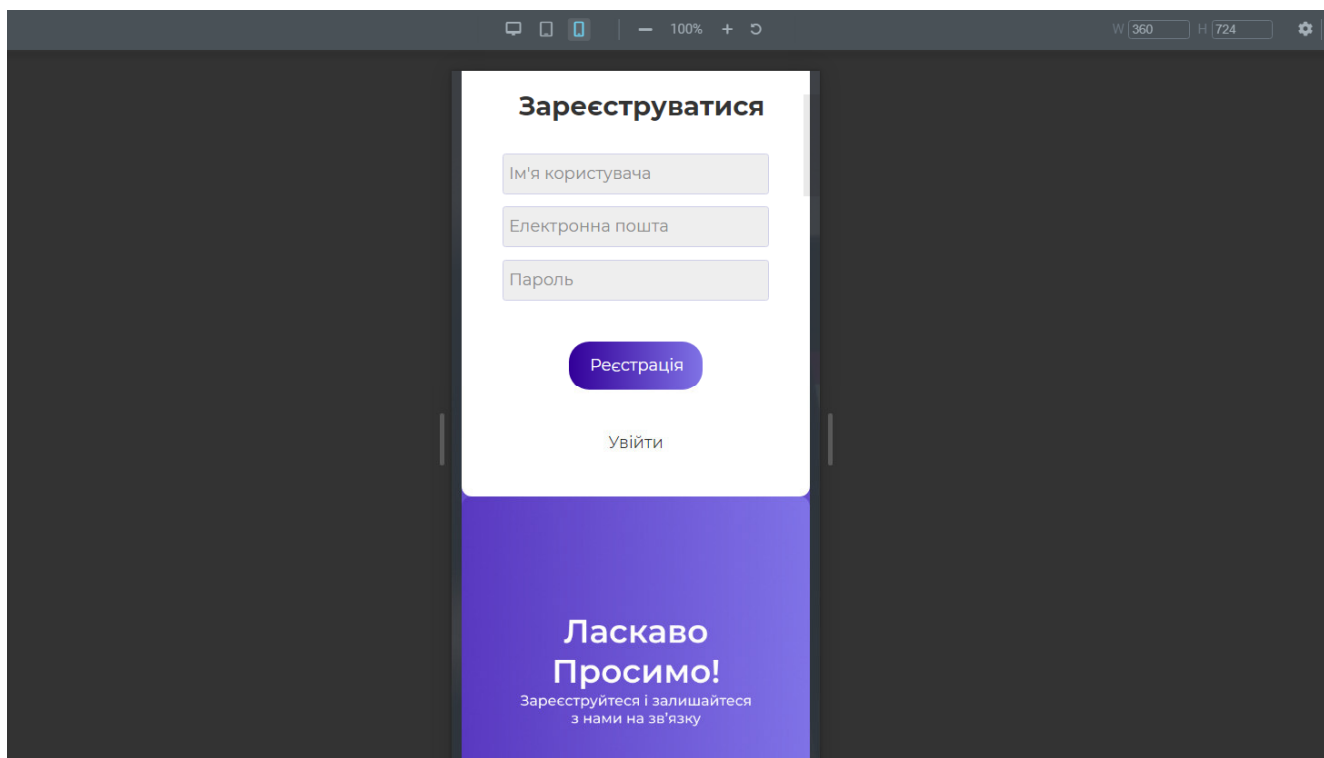 100%
W 360 H 724
Зареєструватися
Ім'я користувача
Електронна пошта
Пароль
Реєстрація
Увійти
Ласкаво
Просимо!
Зареєструйтеся і залишайтеся
з нами на зв'язку